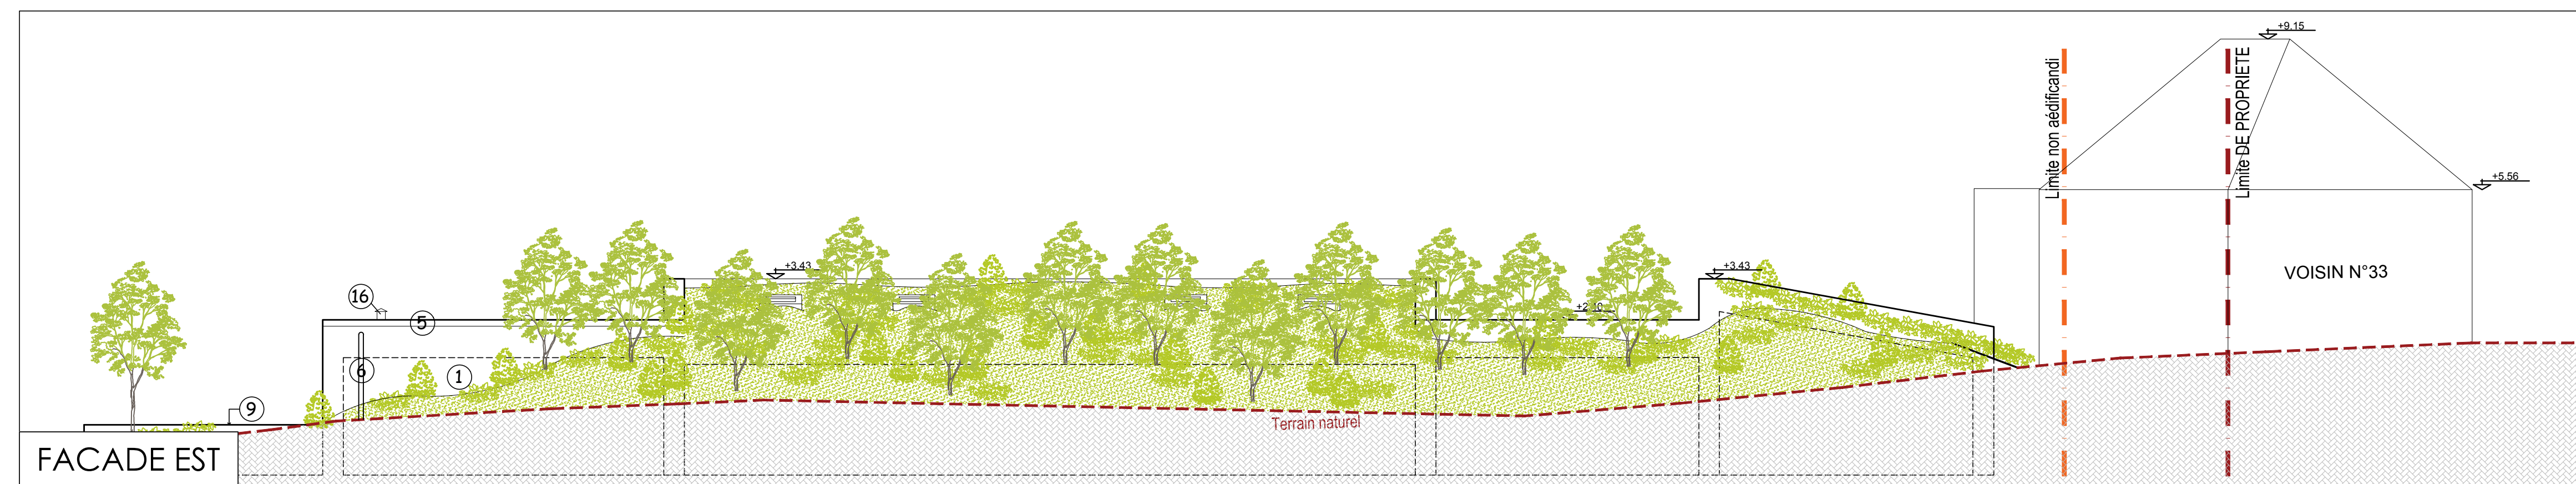 +9.15
Limite non aédificandi
Limite DE PROPRIETE
+5.56
+3.43
+3.43
VOISIN N°33
16
5
+2.10
6
1
9
Terrain naturel
FACADE EST